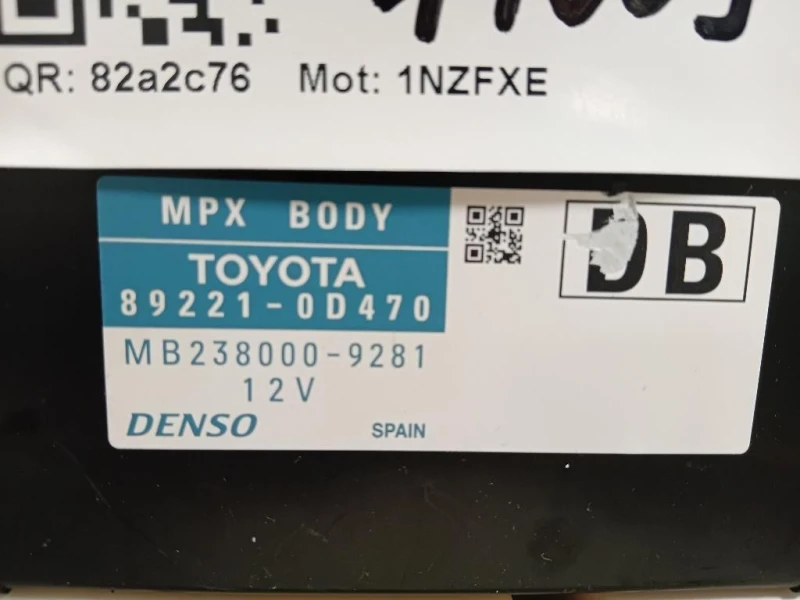 QR: 82a2c76 Mot: 1NZFXE
MPX BODY
TOYOTA
89221-0D470
MB238000-9281
12V
DENSO
SPAIN
DB